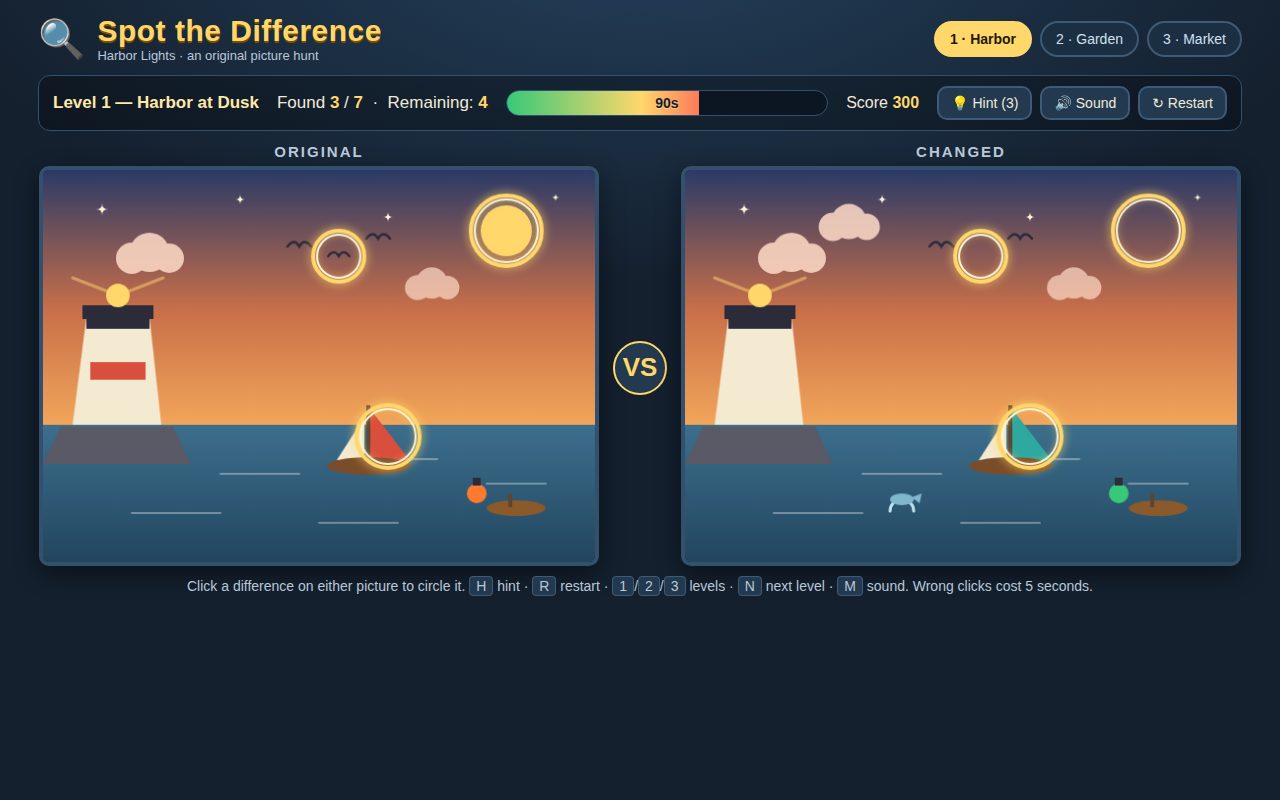 Spot the Difference
Harbor Lights · an original picture hunt
1 · Harbor
2 · Garden
3 · Market
Level 1 — Harbor at Dusk
Found 3 / 7 · Remaining: 4
90s
Score 300
Hint (3)
Sound
↻ Restart
ORIGINAL
CHANGED
VS
Click a difference on either picture to circle it. H hint · R restart · 1/2/3 levels · N next level · M sound. Wrong clicks cost 5 seconds.